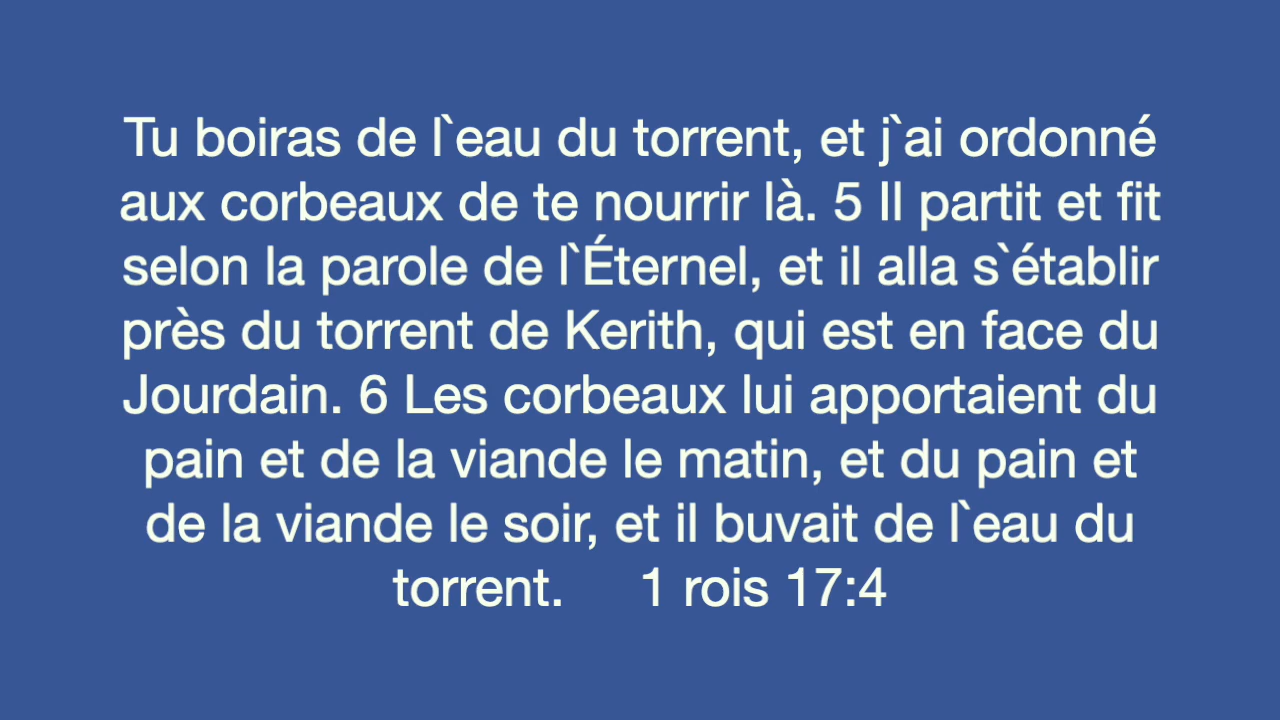 Tu boiras de l`eau du torrent, et j`ai ordonné
aux corbeaux de te nourrir là. 5 Il partit et fit
selon la parole de l`Éternel, et il alla s`établir
près du torrent de Kerith, qui est en face du
Jourdain. 6 Les corbeaux lui apportaient du
pain et de la viande le matin, et du pain et
de la viande le soir, et il buvait de l`eau du
torrent. 1 rois 17:4